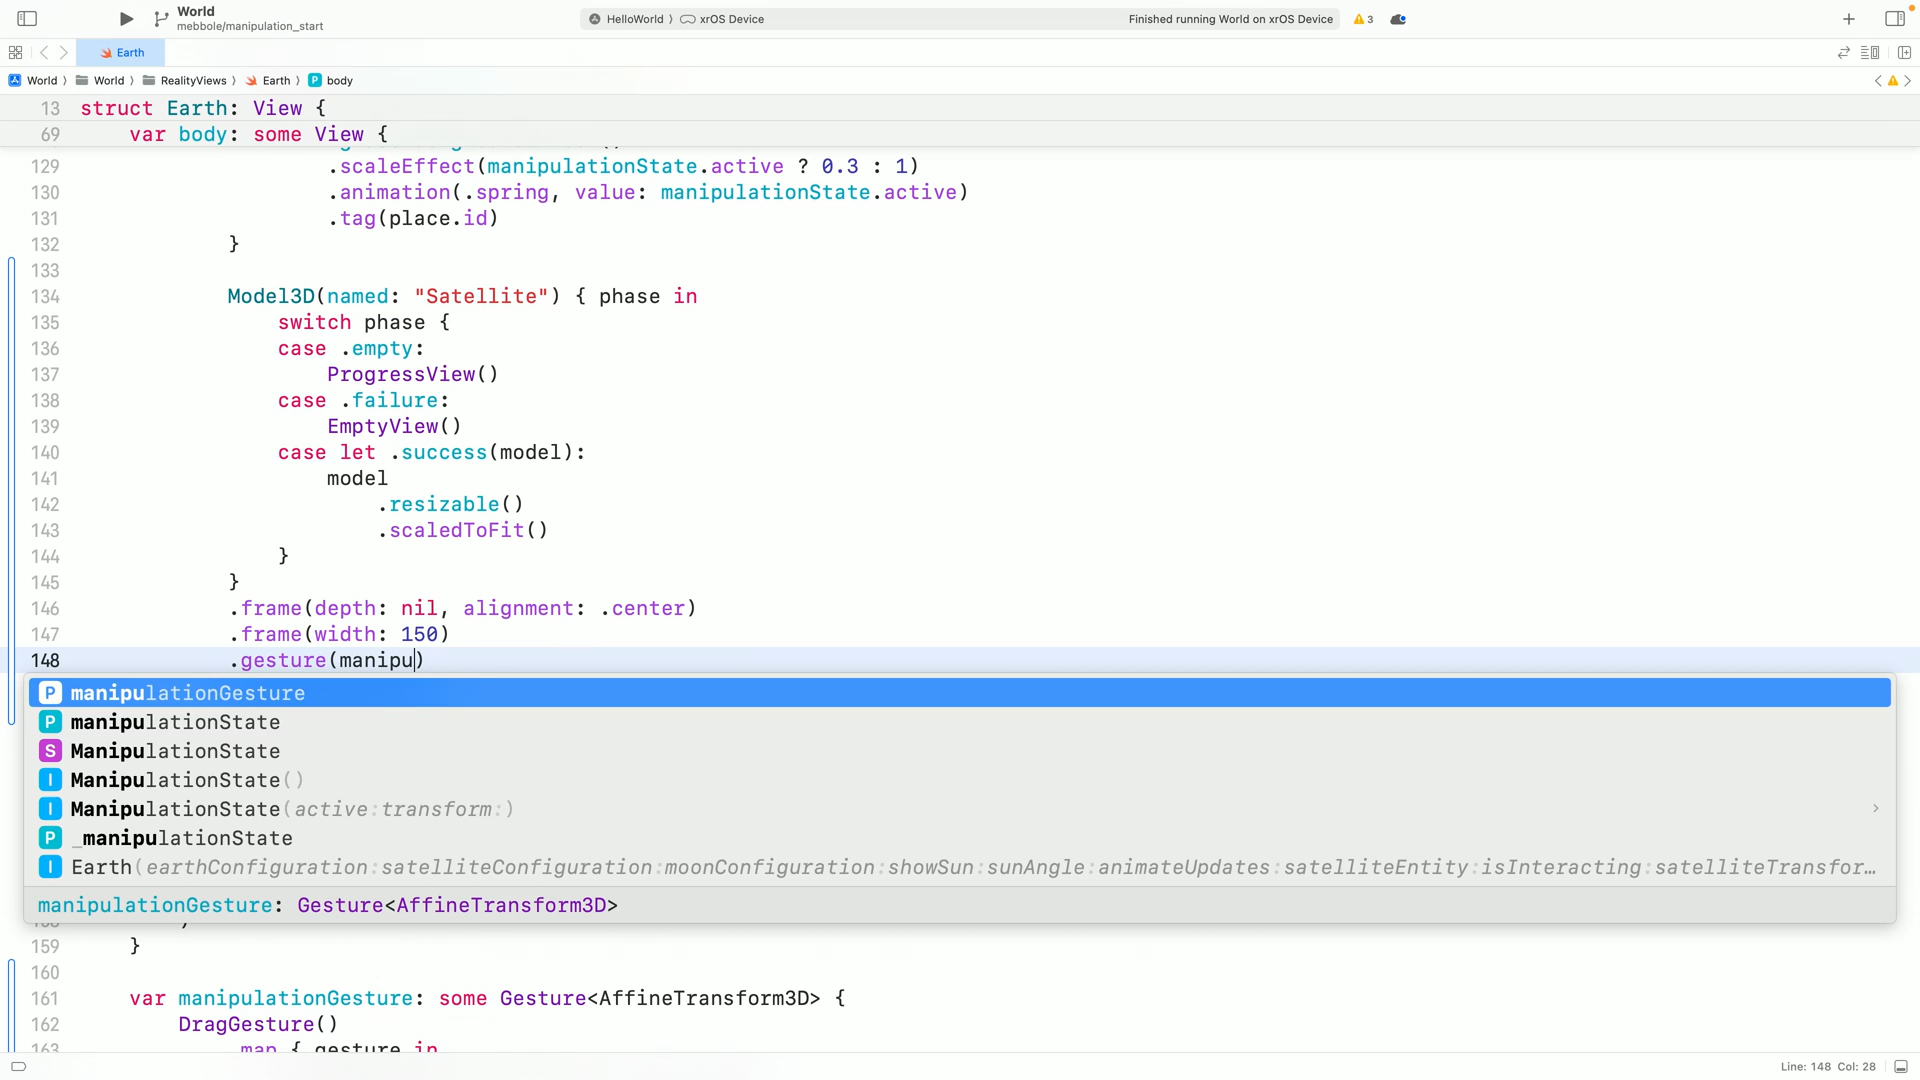 World
mebbole/manipulation_start
HelloWorld 〉 xrOS Device
Finished running World on xrOS Device
3
Earth
World 〉 World 〉 RealityViews 〉 Earth 〉 P body
13 struct Earth: View {
69 var body: some View {
129 .scaleEffect(manipulationState.active ? 0.3 : 1)
130 .animation(.spring, value: manipulationState.active)
131 .tag(place.id)
132 }
133
134 Model3D(named: "Satellite") { phase in
135 switch phase {
136 case .empty:
137 ProgressView()
138 case .failure:
139 EmptyView()
140 case let .success(model):
141 model
142 .resizable()
143 .scaledToFit()
144 }
145 }
146 .frame(depth: nil, alignment: .center)
147 .frame(width: 150)
148 .gesture(manipu)
P manipulationGesture
P manipulationState
S ManipulationState
I ManipulationState()
I ManipulationState(active:transform:)
P _manipulationState
I Earth(earthConfiguration:satelliteConfiguration:moonConfiguration:showSun:sunAngle:animateUpdates:satelliteEntity:isInteracting:satelliteTransfor…
manipulationGesture: Gesture<AffineTransform3D>
159 }
160
161 var manipulationGesture: some Gesture<AffineTransform3D> {
162 DragGesture()
163 .map { gesture in
Line: 148 Col: 28